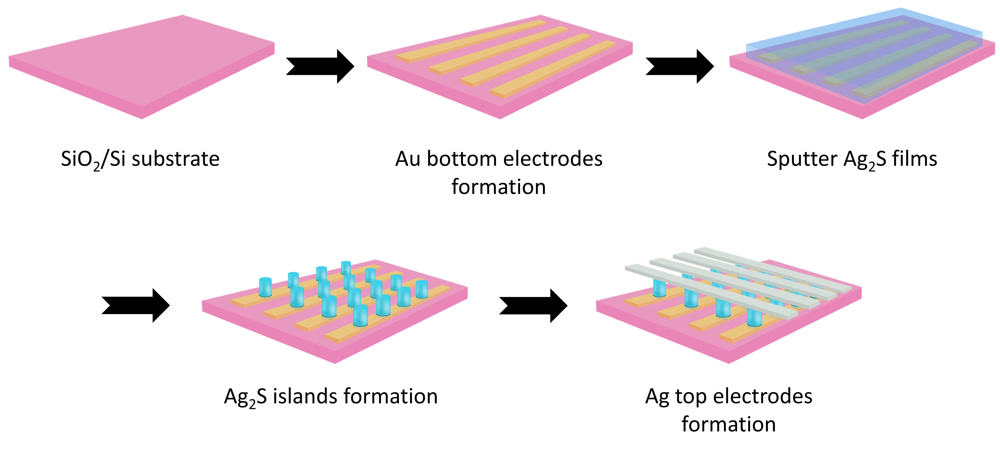 SiO₂/Si substrate
Au bottom electrodes
formation
Sputter Ag₂S films
Ag₂S islands formation
Ag top electrodes
formation